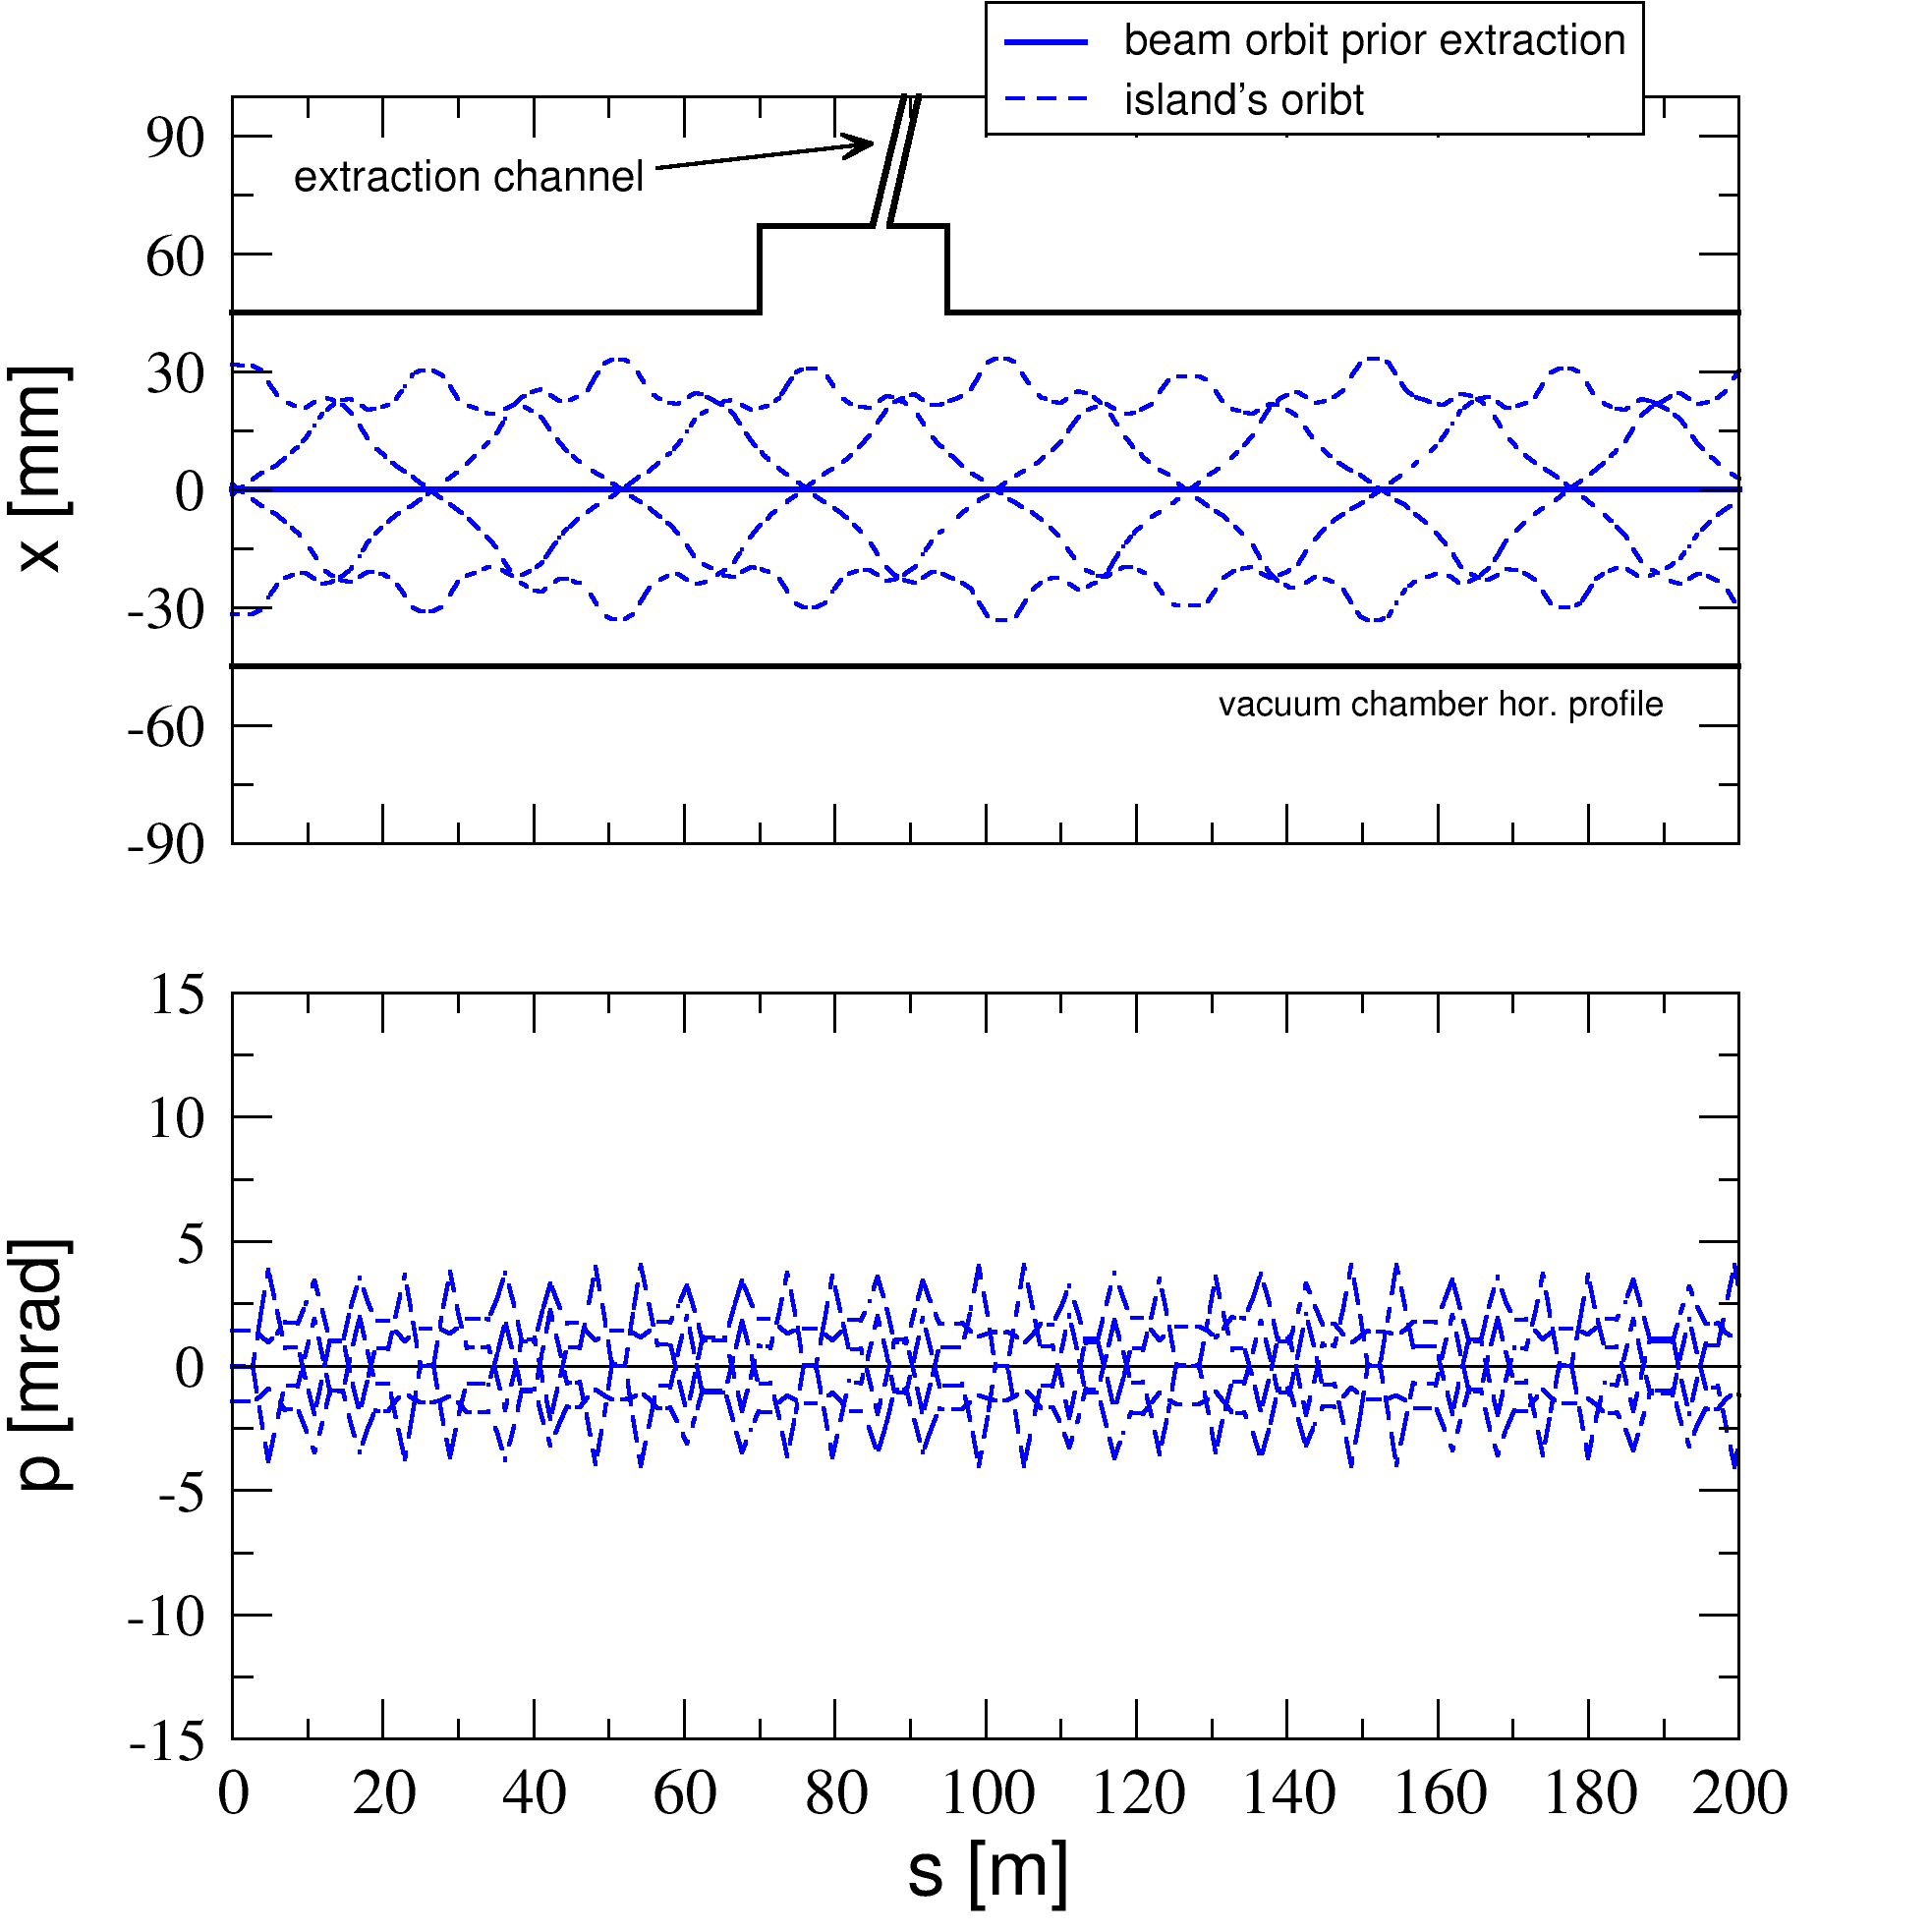 beam orbit prior extraction
island's oribt
90
extraction channel
60
30
0
-30
-60
-90
x [mm]
vacuum chamber hor. profile
15
10
5
0
-5
-10
-15
p [mrad]
0 20 40 60 80 100 120 140 160 180 200
s [m]